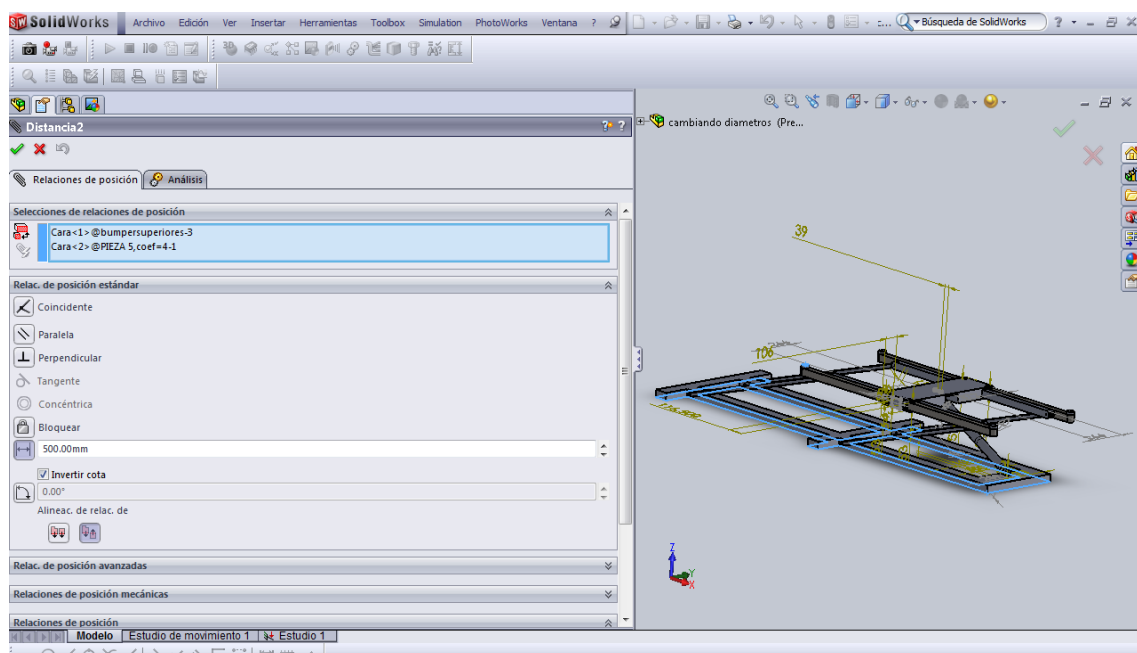 SolidWorks Archivo Edición Ver Insertar Herramientas Toolbox Simulation PhotoWorks Ventana ? Búsqueda de SolidWorks ?
Distancia2
cambiando diametros (Pre...
Relaciones de posición Análisis
Selecciones de relaciones de posición
Cara<1>@bumpersuperiores-3
Cara<2>@PIEZA 5,coef=4-1
Relac. de posición estándar
Coincidente
Paralela
Perpendicular
Tangente
Concéntrica
Bloquear
500.00mm
Invertir cota
0.00°
Alineac. de relac. de
Relac. de posición avanzadas
Relaciones de posición mecánicas
Relaciones de posición
Modelo Estudio de movimiento 1 Estudio 1
39
106
Z
Y
X